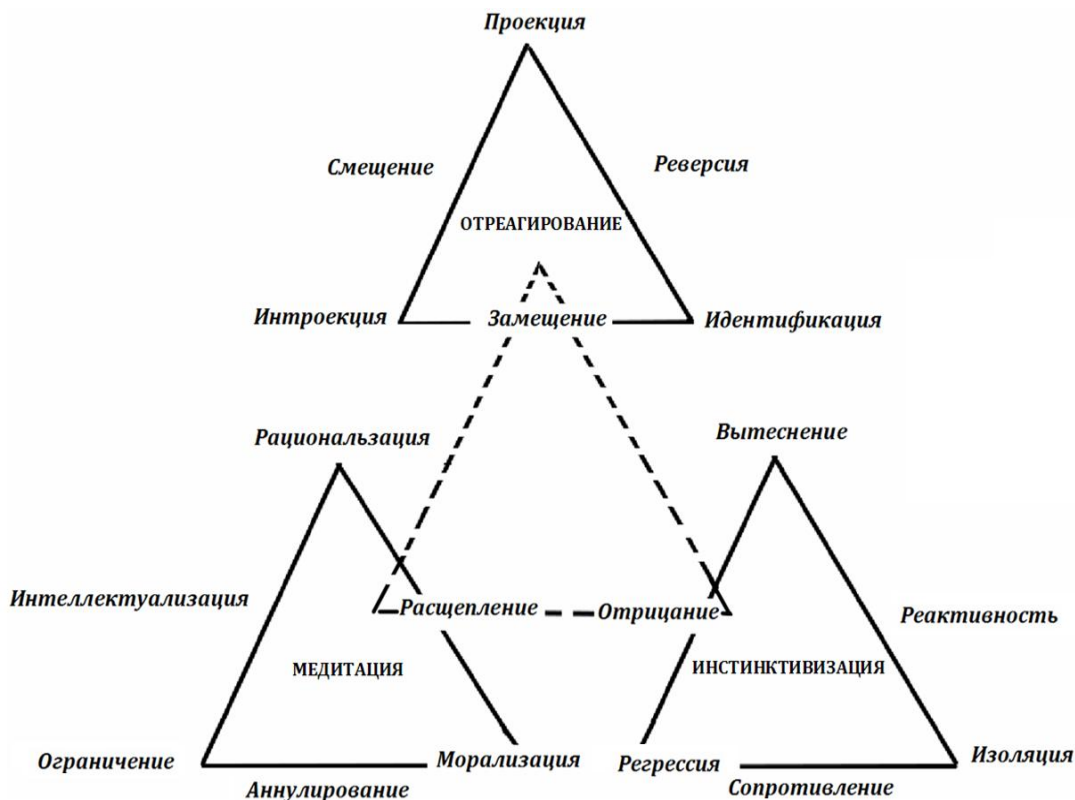 Проекция
Смещение
Реверсия
ОТРЕАГИРОВАНИЕ
Интроекция
Замещение
Идентификация
Рациональзация
Вытеснение
Интеллектуализация
Расщепление
Отрицание
Реактивность
МЕДИТАЦИЯ
ИНСТИНКТИВИЗАЦИЯ
Ограничение
Морализация
Регрессия
Изоляция
Аннулирование
Сопротивление